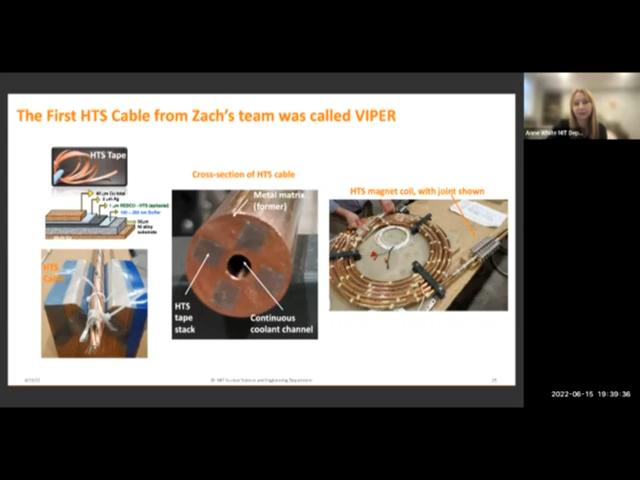 The First HTS Cable from Zach's team was called VIPER
Anne White MIT Dep...
HTS Tape
Cross-section of HTS cable
HTS magnet coil, with joint shown
Metal matrix
(former)
HTS
HTS
tape
stack
Continuous
coolant channel
2022-06-15 19:39:36